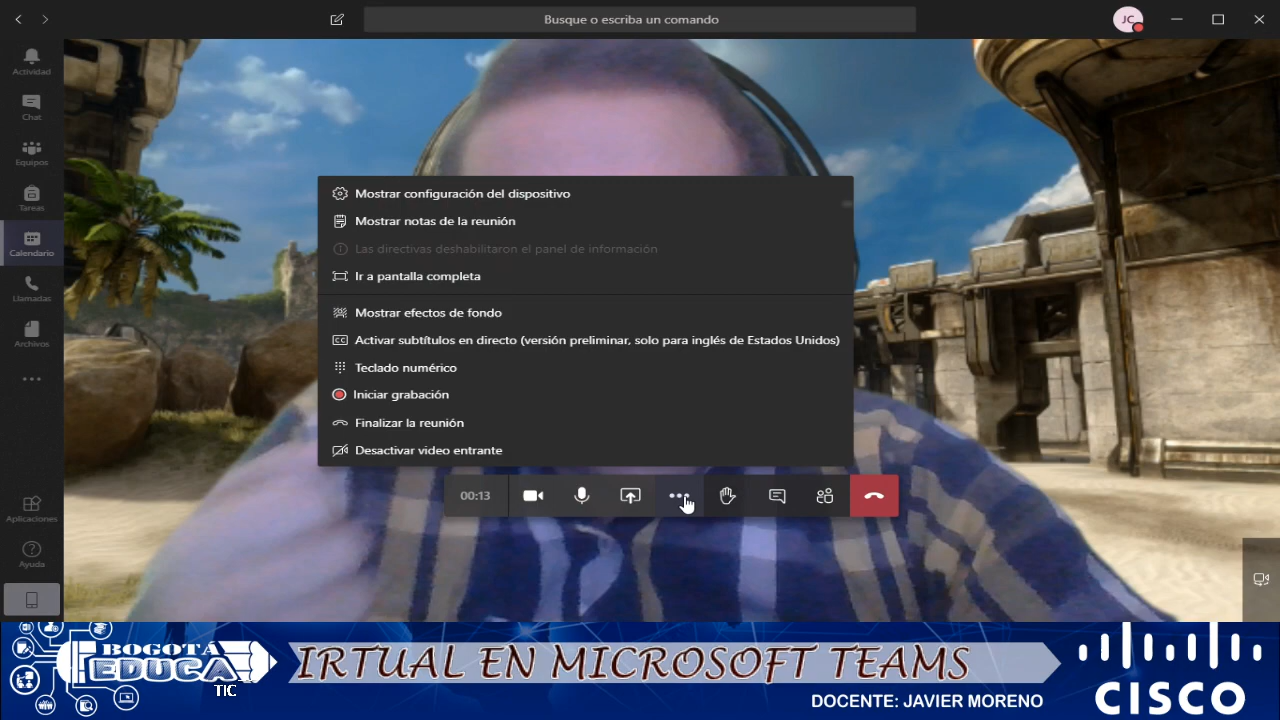 Busque o escriba un comando
JC
Actividad
Chat
Equipos
Tareas
Calendario
Llamadas
Archivos
Aplicaciones
Ayuda
Mostrar configuración del dispositivo
Mostrar notas de la reunión
Las directivas deshabilitaron el panel de información
Ir a pantalla completa
Mostrar efectos de fondo
CC Activar subtítulos en directo (versión preliminar, solo para inglés de Estados Unidos)
Teclado numérico
Iniciar grabación
Finalizar la reunión
Desactivar video entrante
00:13
BOGOTA
EDUCA
TIC
IRTUAL EN MICROSOFT TEAMS
DOCENTE: JAVIER MORENO
CISCO